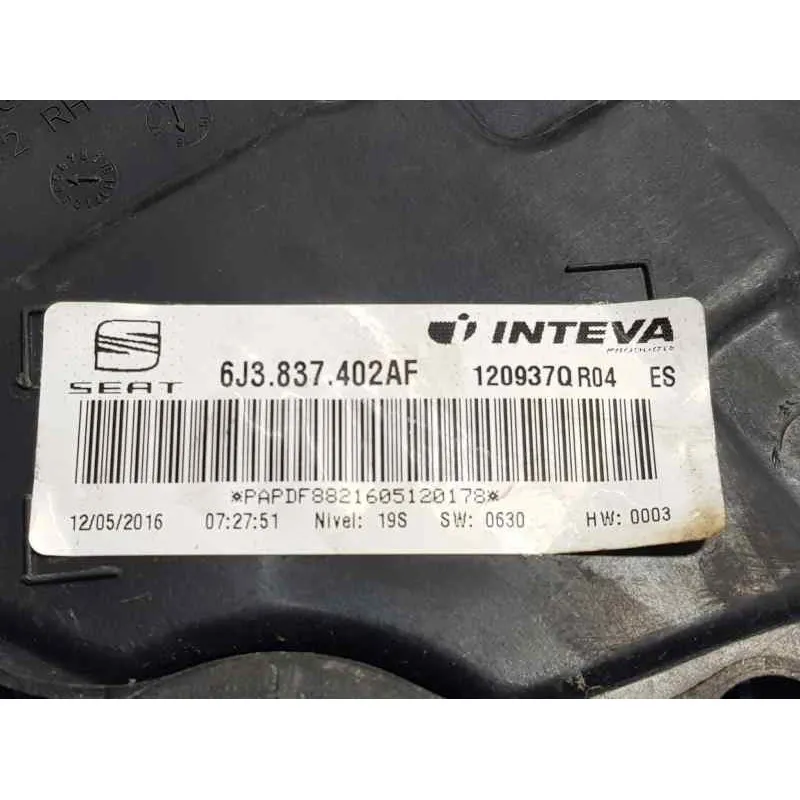 2 RH
SEAT
6J3.837.402AF
INTEVA
PRODUCTS
120937Q R04 ES
*PAPDF8821605120178*
12/05/2016 07:27:51 Nivel: 19S SW: 0630 HW: 0003